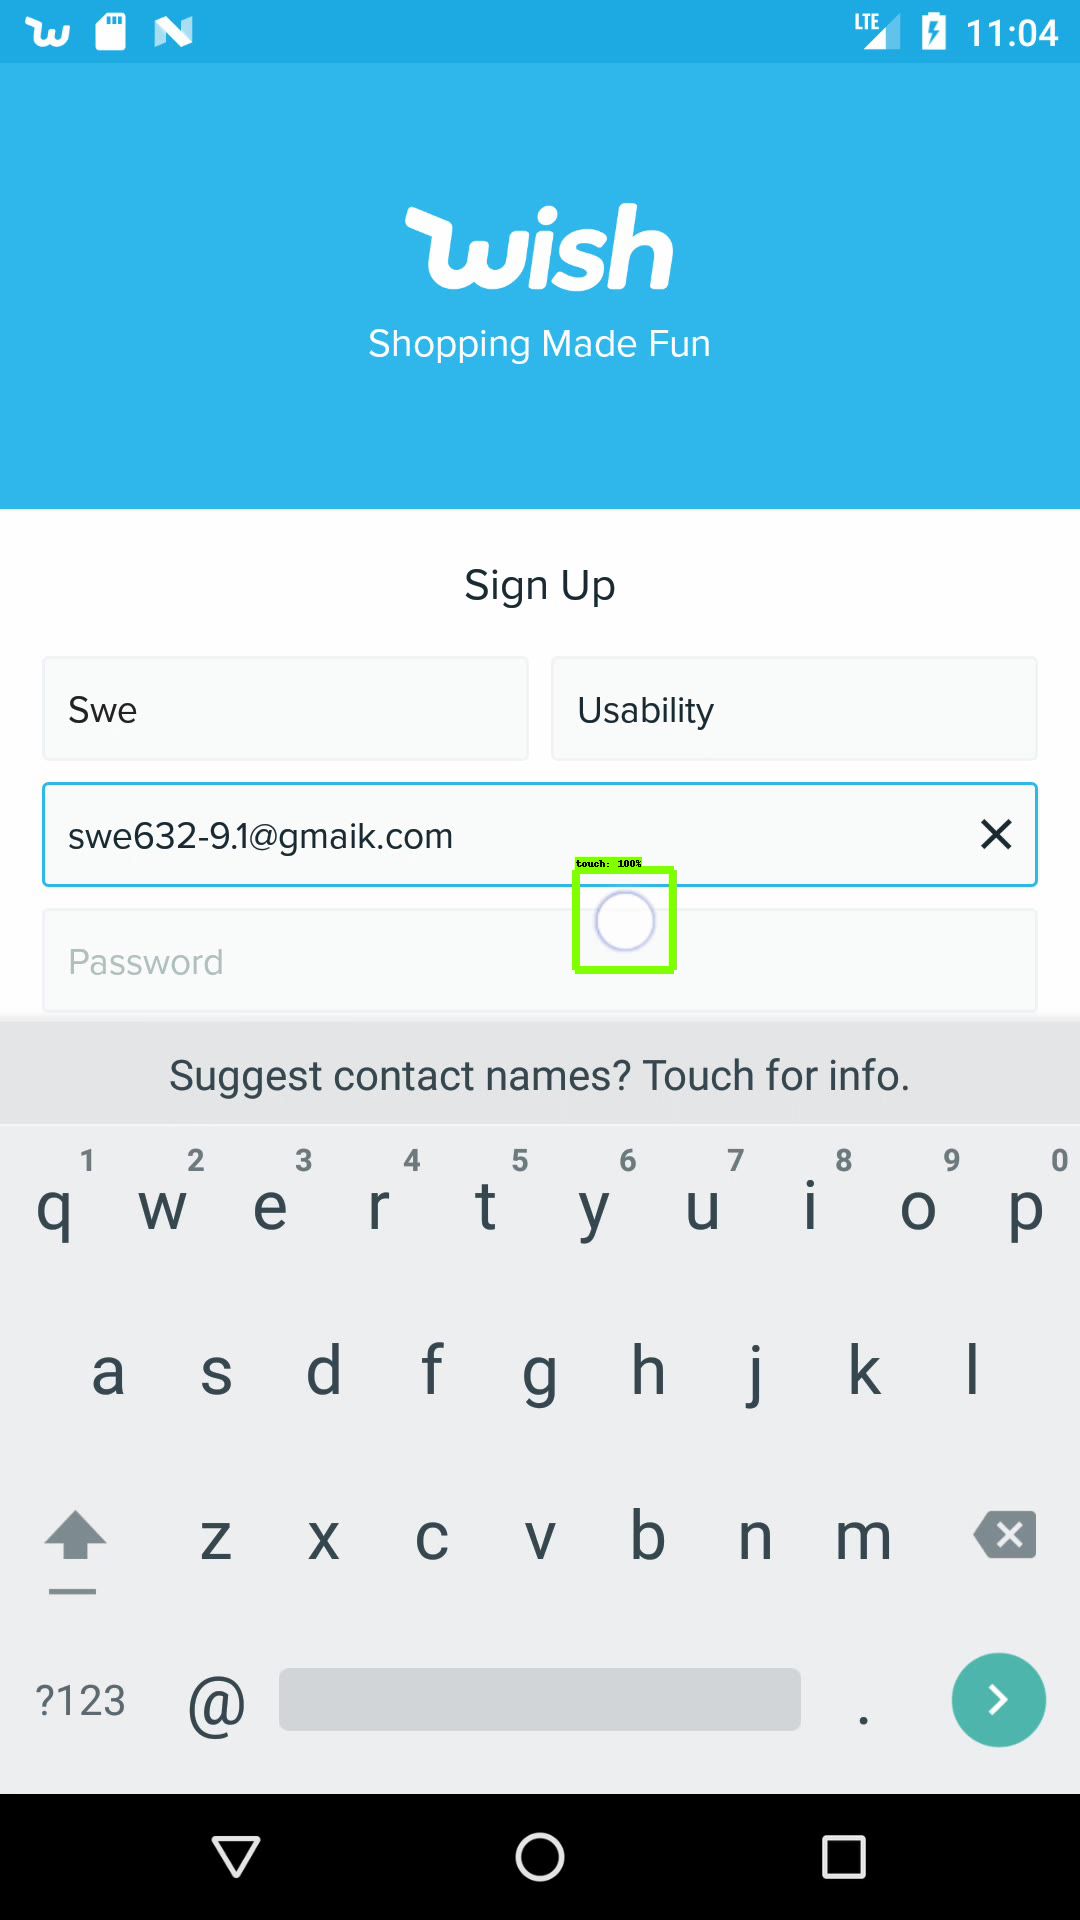 LTE 11:04
wish
Shopping Made Fun
Sign Up
Swe Usability
swe632-9.1@gmaik.com
touch: 100%
Password
Suggest contact names? Touch for info.
1 2 3 4 5 6 7 8 9 0
q w e r t y u i o p
a s d f g h j k l
z x c v b n m
?123 @ .